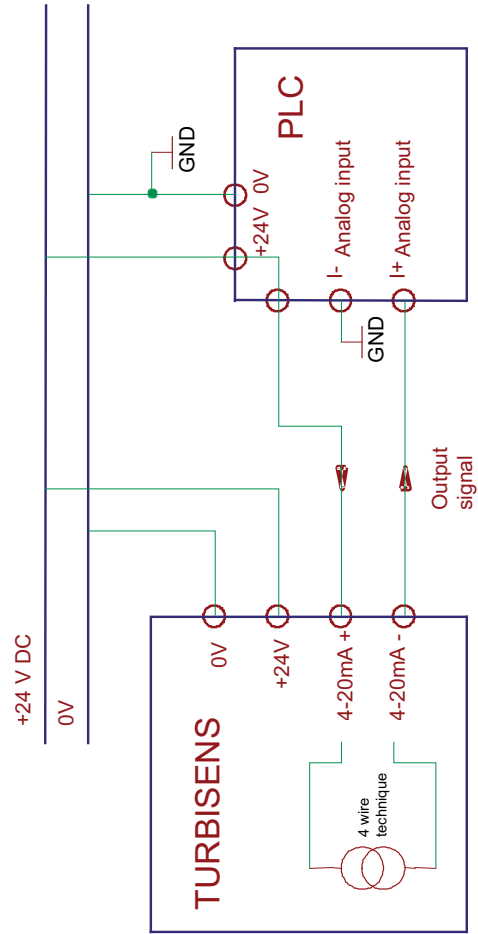 +24 V DC
0V
TURBISENS
0V
+24V
4-20mA +
4-20mA -
4 wire
technique
Output
signal
GND
PLC
+24V
0V
I- Analog input
I+ Analog input
GND